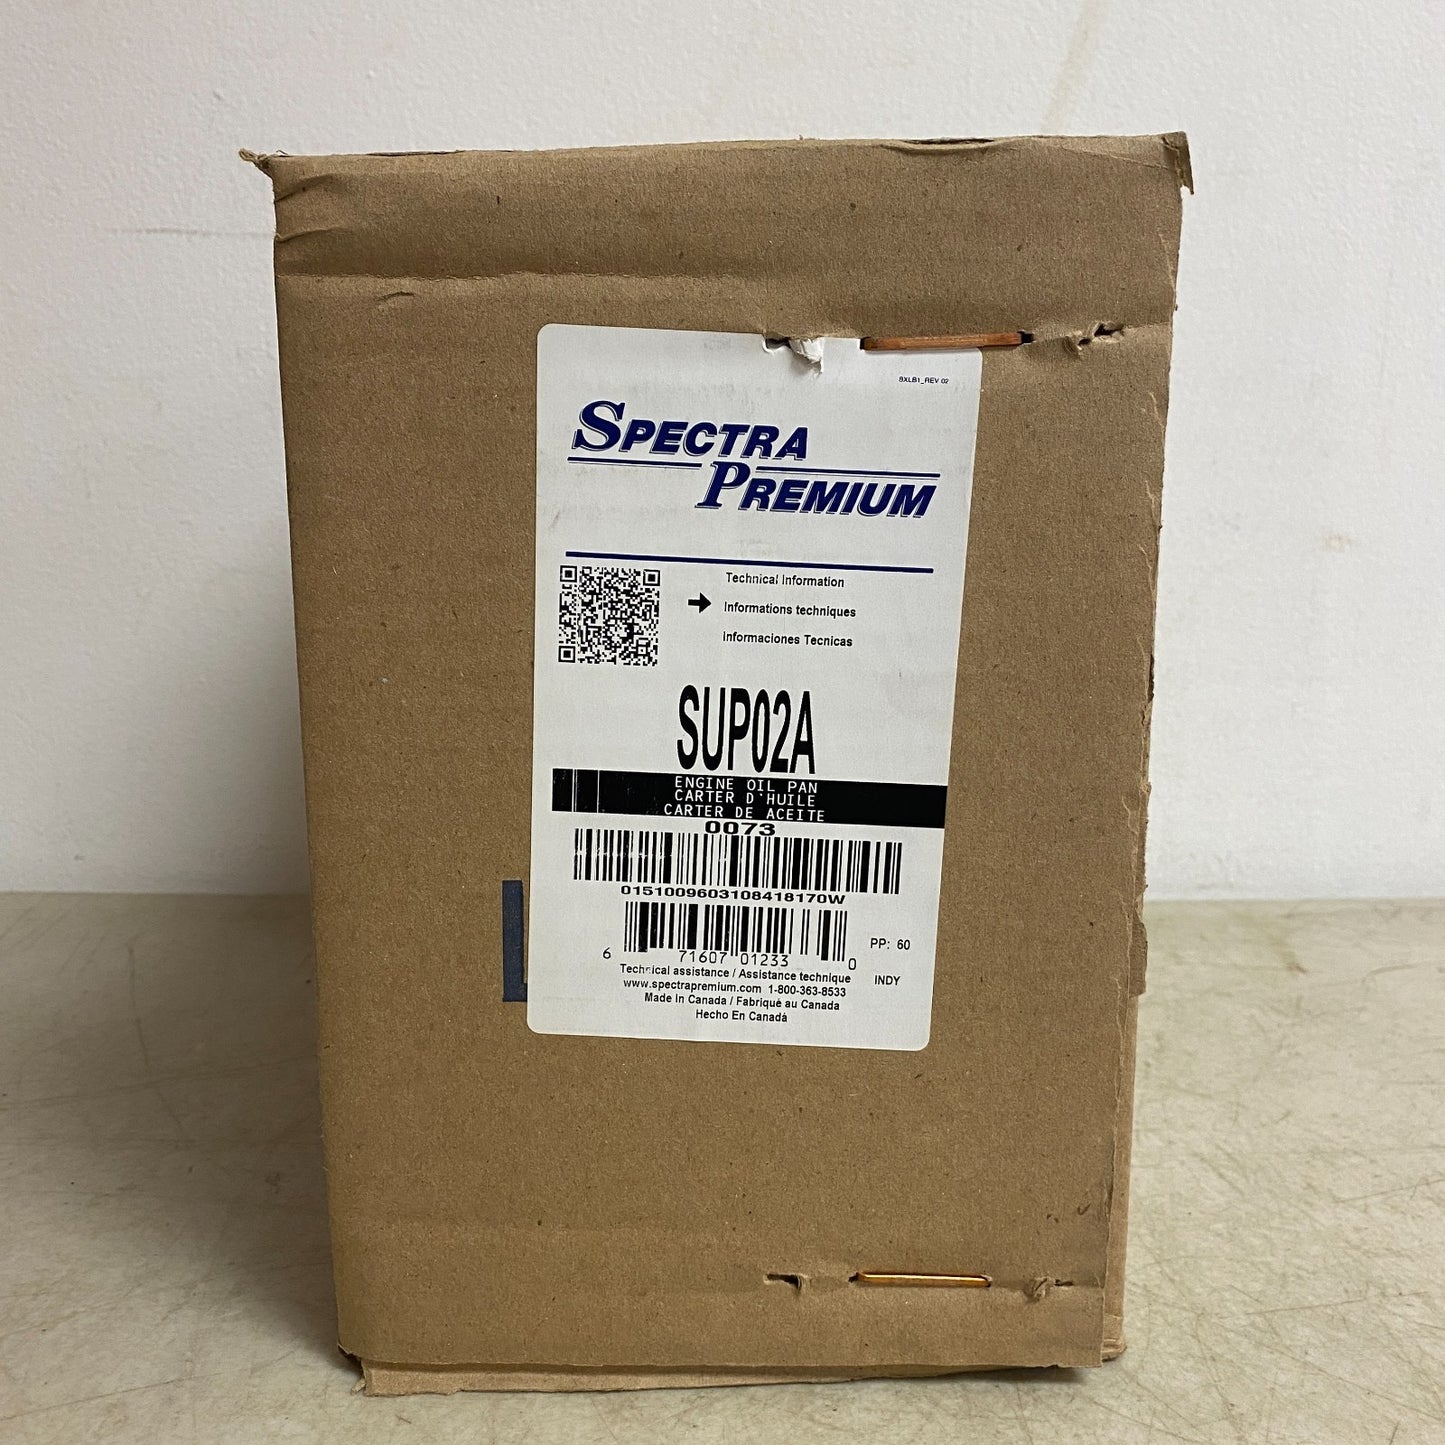 SXLB1_REV 02
SPECTRA
PREMIUM
Technical Information
Informations techniques
Informaciones Tecnicas
SUP02A
ENGINE OIL PAN
CARTER D'HUILE
CARTER DE ACEITE
0073
0151009603108418170W
6 71607 01233 0
PP: 60
Technical assistance / Assistance technique
INDY
www.spectrapremium.com 1-800-363-8533
Made In Canada / Fabriqué au Canada
Hecho En Canadá